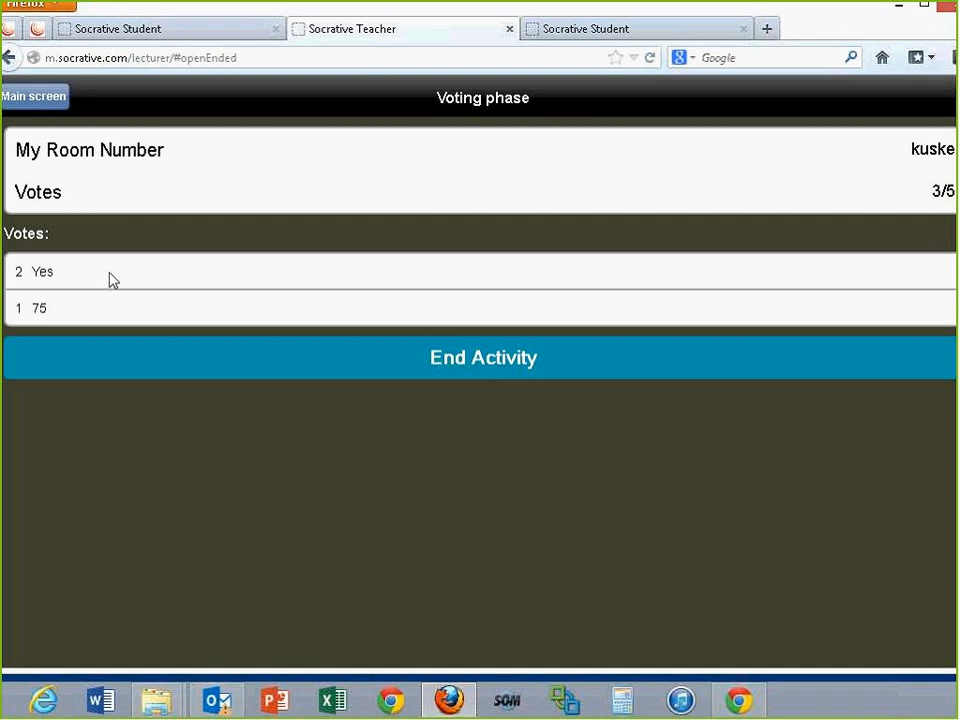 Firefox
Socrative Student
Socrative Teacher
Socrative Student
m.socrative.com/lecturer/#openEnded
Google
Main screen
Voting phase
My Room Number kuske
Votes 3/5
Votes:
2 Yes
1 75
End Activity
SOM